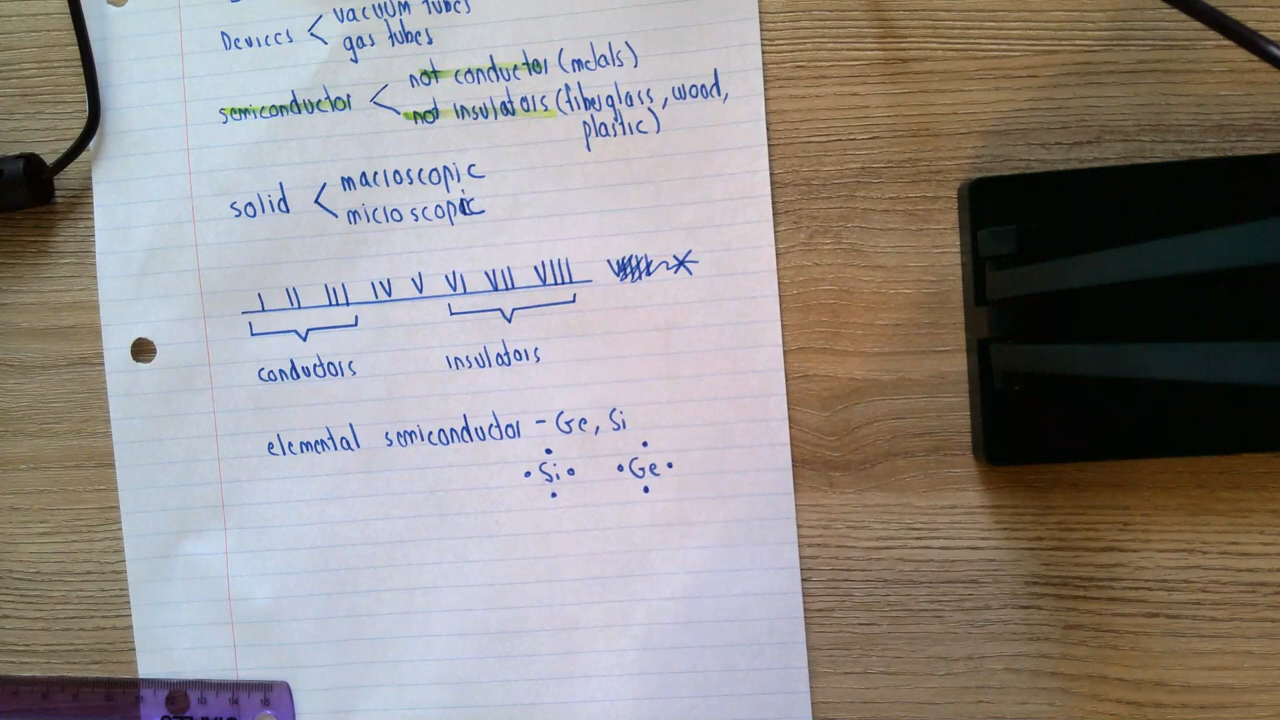 Devices < vacuum tubes
gas tubes
semiconductor < not conductor (metals)
not insulators (fiberglass, wood,
plastic)
solid < macroscopic
microscopic
I II III IV V VI VII VIII
conductors insulators
elemental semiconductor - Ge, Si
Si Ge